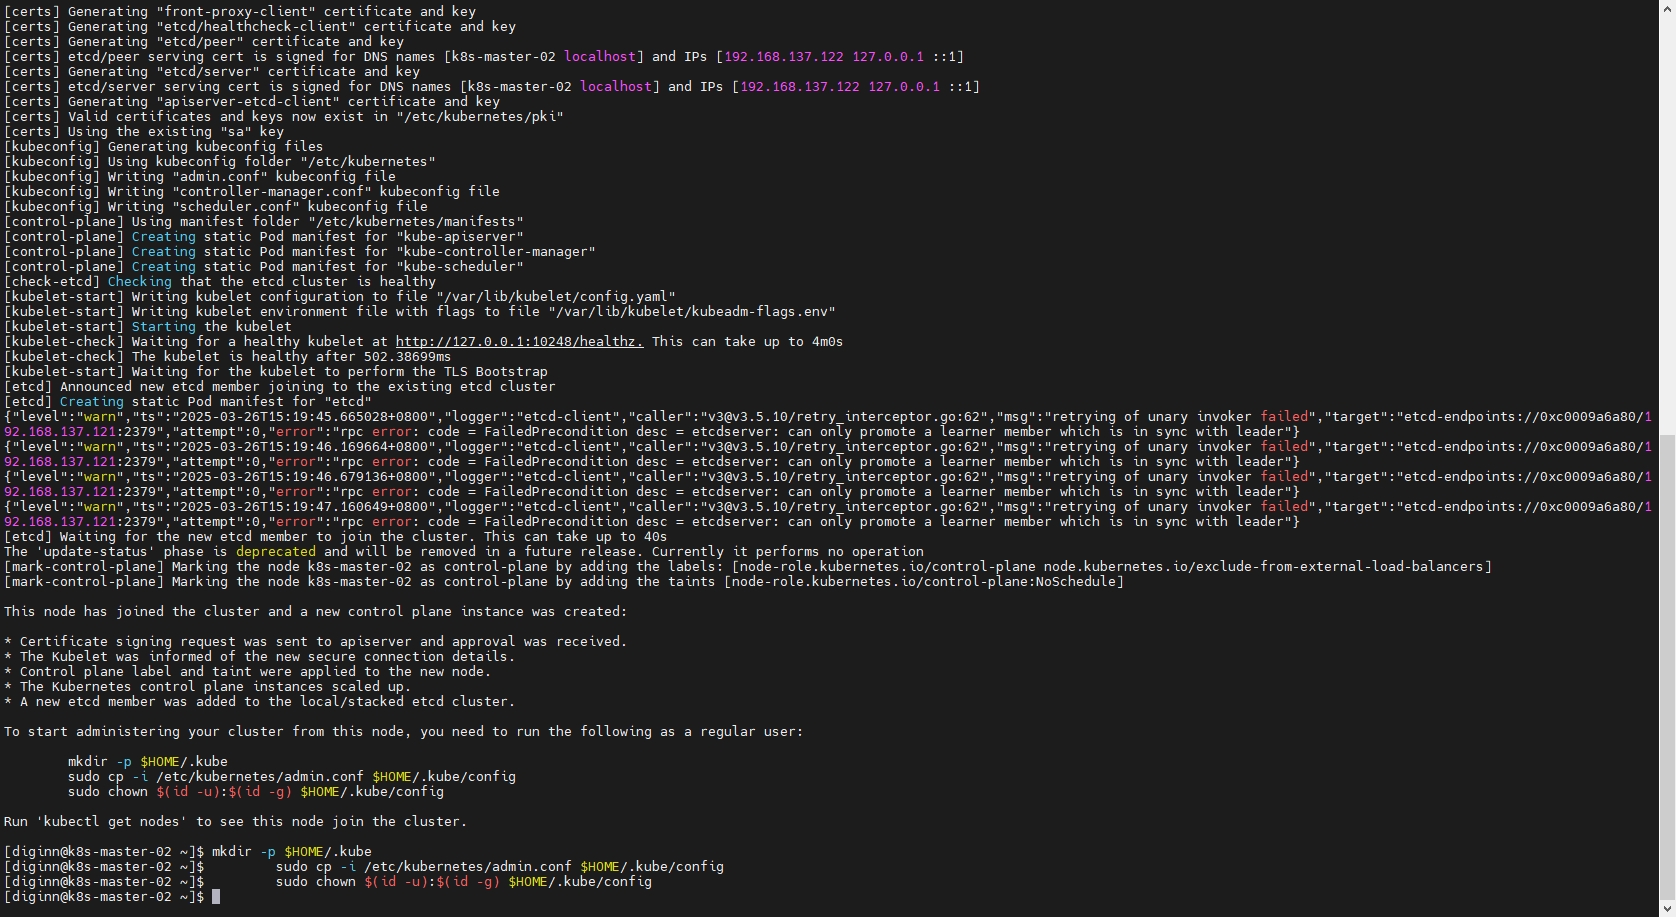 [certs] Generating "front-proxy-client" certificate and key
[certs] Generating "etcd/healthcheck-client" certificate and key
[certs] Generating "etcd/peer" certificate and key
[certs] etcd/peer serving cert is signed for DNS names [k8s-master-02 localhost] and IPs [192.168.137.122 127.0.0.1 ::1]
[certs] Generating "etcd/server" certificate and key
[certs] etcd/server serving cert is signed for DNS names [k8s-master-02 localhost] and IPs [192.168.137.122 127.0.0.1 ::1]
[certs] Generating "apiserver-etcd-client" certificate and key
[certs] Valid certificates and keys now exist in "/etc/kubernetes/pki"
[certs] Using the existing "sa" key
[kubeconfig] Generating kubeconfig files
[kubeconfig] Using kubeconfig folder "/etc/kubernetes"
[kubeconfig] Writing "admin.conf" kubeconfig file
[kubeconfig] Writing "controller-manager.conf" kubeconfig file
[kubeconfig] Writing "scheduler.conf" kubeconfig file
[control-plane] Using manifest folder "/etc/kubernetes/manifests"
[control-plane] Creating static Pod manifest for "kube-apiserver"
[control-plane] Creating static Pod manifest for "kube-controller-manager"
[control-plane] Creating static Pod manifest for "kube-scheduler"
[check-etcd] Checking that the etcd cluster is healthy
[kubelet-start] Writing kubelet configuration to file "/var/lib/kubelet/config.yaml"
[kubelet-start] Writing kubelet environment file with flags to file "/var/lib/kubelet/kubeadm-flags.env"
[kubelet-start] Starting the kubelet
[kubelet-check] Waiting for a healthy kubelet at http://127.0.0.1:10248/healthz. This can take up to 4m0s
[kubelet-check] The kubelet is healthy after 502.38699ms
[kubelet-start] Waiting for the kubelet to perform the TLS Bootstrap
[etcd] Announced new etcd member joining to the existing etcd cluster
[etcd] Creating static Pod manifest for "etcd"
{"level":"warn","ts":"2025-03-26T15:19:45.665028+0800","logger":"etcd-client","caller":"v3@v3.5.10/retry_interceptor.go:62","msg":"retrying of unary invoker failed","target":"etcd-endpoints://0xc0009a6a80/1
92.168.137.121:2379","attempt":0,"error":"rpc error: code = FailedPrecondition desc = etcdserver: can only promote a learner member which is in sync with leader"}
{"level":"warn","ts":"2025-03-26T15:19:46.169664+0800","logger":"etcd-client","caller":"v3@v3.5.10/retry_interceptor.go:62","msg":"retrying of unary invoker failed","target":"etcd-endpoints://0xc0009a6a80/1
92.168.137.121:2379","attempt":0,"error":"rpc error: code = FailedPrecondition desc = etcdserver: can only promote a learner member which is in sync with leader"}
{"level":"warn","ts":"2025-03-26T15:19:46.679136+0800","logger":"etcd-client","caller":"v3@v3.5.10/retry_interceptor.go:62","msg":"retrying of unary invoker failed","target":"etcd-endpoints://0xc0009a6a80/1
92.168.137.121:2379","attempt":0,"error":"rpc error: code = FailedPrecondition desc = etcdserver: can only promote a learner member which is in sync with leader"}
{"level":"warn","ts":"2025-03-26T15:19:47.160649+0800","logger":"etcd-client","caller":"v3@v3.5.10/retry_interceptor.go:62","msg":"retrying of unary invoker failed","target":"etcd-endpoints://0xc0009a6a80/1
92.168.137.121:2379","attempt":0,"error":"rpc error: code = FailedPrecondition desc = etcdserver: can only promote a learner member which is in sync with leader"}
[etcd] Waiting for the new etcd member to join the cluster. This can take up to 40s
The 'update-status' phase is deprecated and will be removed in a future release. Currently it performs no operation
[mark-control-plane] Marking the node k8s-master-02 as control-plane by adding the labels: [node-role.kubernetes.io/control-plane node.kubernetes.io/exclude-from-external-load-balancers]
[mark-control-plane] Marking the node k8s-master-02 as control-plane by adding the taints [node-role.kubernetes.io/control-plane:NoSchedule]
This node has joined the cluster and a new control plane instance was created:
* Certificate signing request was sent to apiserver and approval was received.
* The Kubelet was informed of the new secure connection details.
* Control plane label and taint were applied to the new node.
* The Kubernetes control plane instances scaled up.
* A new etcd member was added to the local/stacked etcd cluster.
To start administering your cluster from this node, you need to run the following as a regular user:
mkdir -p $HOME/.kube
sudo cp -i /etc/kubernetes/admin.conf $HOME/.kube/config
sudo chown $(id -u):$(id -g) $HOME/.kube/config
Run 'kubectl get nodes' to see this node join the cluster.
[diginn@k8s-master-02 ~]$ mkdir -p $HOME/.kube
[diginn@k8s-master-02 ~]$         sudo cp -i /etc/kubernetes/admin.conf $HOME/.kube/config
[diginn@k8s-master-02 ~]$         sudo chown $(id -u):$(id -g) $HOME/.kube/config
[diginn@k8s-master-02 ~]$